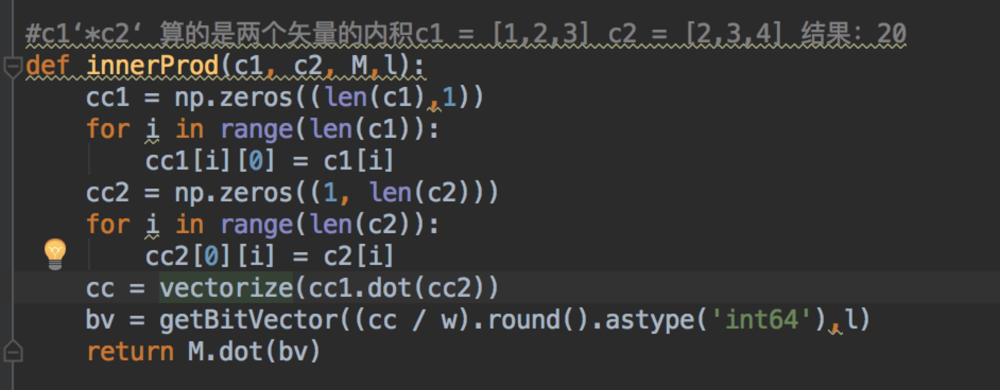 #c1‘*c2‘ 算的是两个矢量的内积c1 = [1,2,3] c2 = [2,3,4] 结果：20
def innerProd(c1, c2, M,l):
    cc1 = np.zeros((len(c1),1))
    for i in range(len(c1)):
        cc1[i][0] = c1[i]
    cc2 = np.zeros((1, len(c2)))
    for i in range(len(c2)):
        cc2[0][i] = c2[i]
    cc = vectorize(cc1.dot(cc2))
    bv = getBitVector((cc / w).round().astype('int64'),l)
    return M.dot(bv)